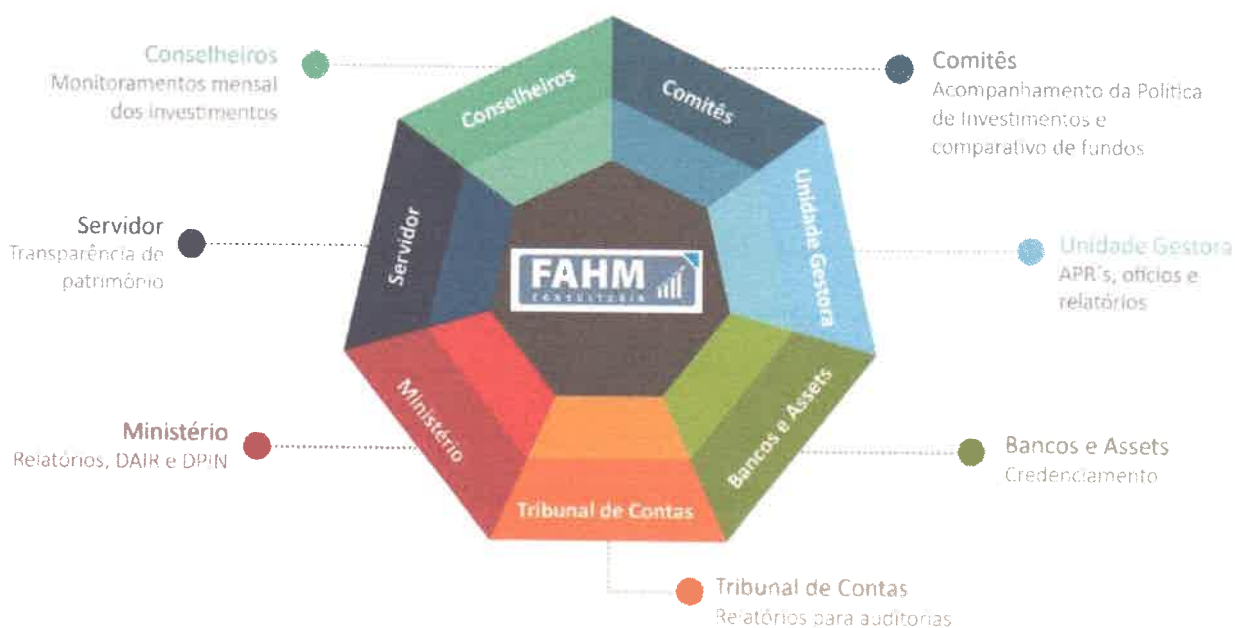 Conselheiros
Monitoramentos mensal
dos investimentos
Comitês
Acompanhamento da Política
de Investimentos e
comparativo de fundos
Servidor
Transparência de
patrimônio
Unidade Gestora
APR´s, ofícios e
relatórios
Ministério
Relatórios, DAIR e DPIN
Bancos e Assets
Credenciamento
Tribunal de Contas
Relatórios para auditorias
Conselheiros
Comitês
Unidade Gestora
Bancos e Assets
Tribunal de Contas
Ministério
Servidor
FAHM
CONSULTORIA